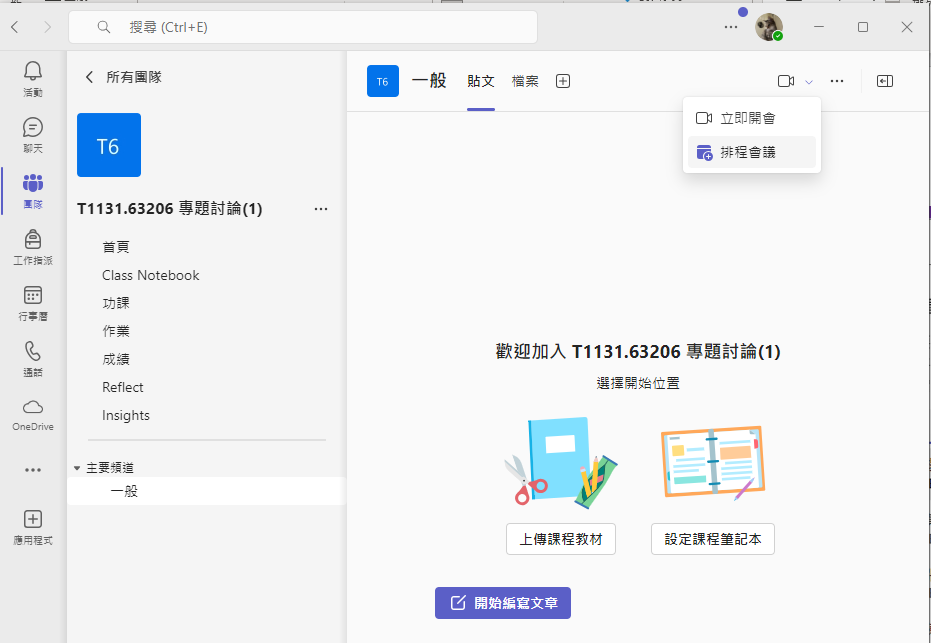 搜尋 (Ctrl+E)
活動
聊天
團隊
工作指派
行事曆
通話
OneDrive
應用程式
所有團隊
T6
T1131.63206 專題討論(1)
首頁
Class Notebook
功課
作業
成績
Reflect
Insights
主要頻道
一般
T6
一般
貼文
檔案
立即開會
排程會議
歡迎加入 T1131.63206 專題討論(1)
選擇開始位置
上傳課程教材
設定課程筆記本
開始編寫文章